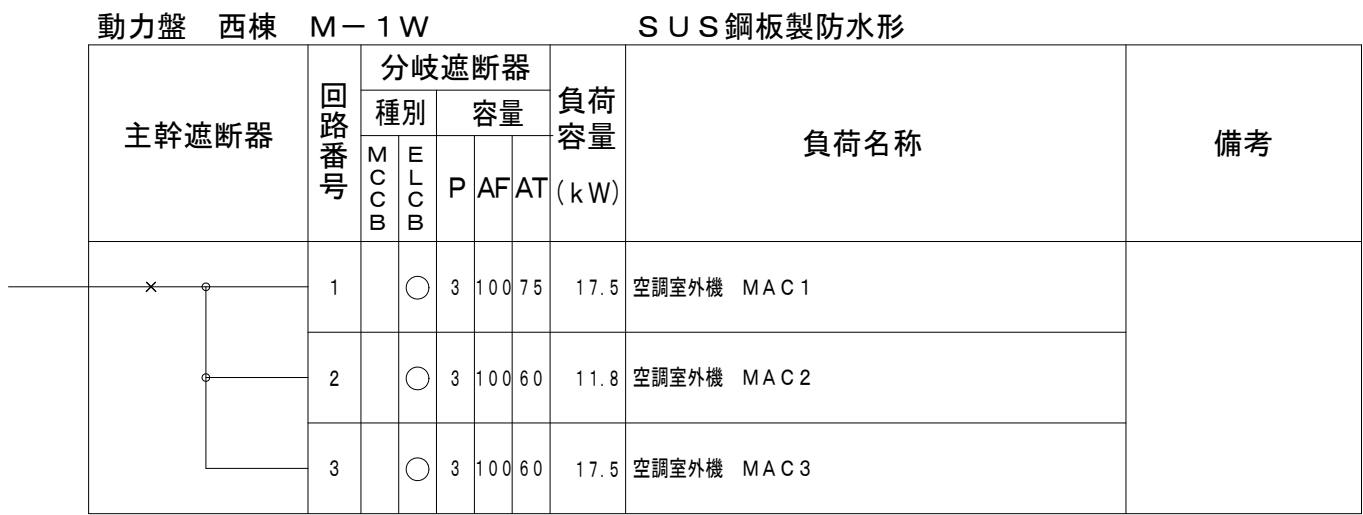 動力盤　西棟　Ｍ－１Ｗ　ＳＵＳ鋼板製防水形
主幹遮断器 回路番号 分岐遮断器 負荷容量(ｋＷ) 負荷名称 備考
種別 容量
MCCB ELCB P AF AT
1 ○ 3 100 75 17.5 空調室外機　MAC1
2 ○ 3 100 60 11.8 空調室外機　MAC2
3 ○ 3 100 60 17.5 空調室外機　MAC3